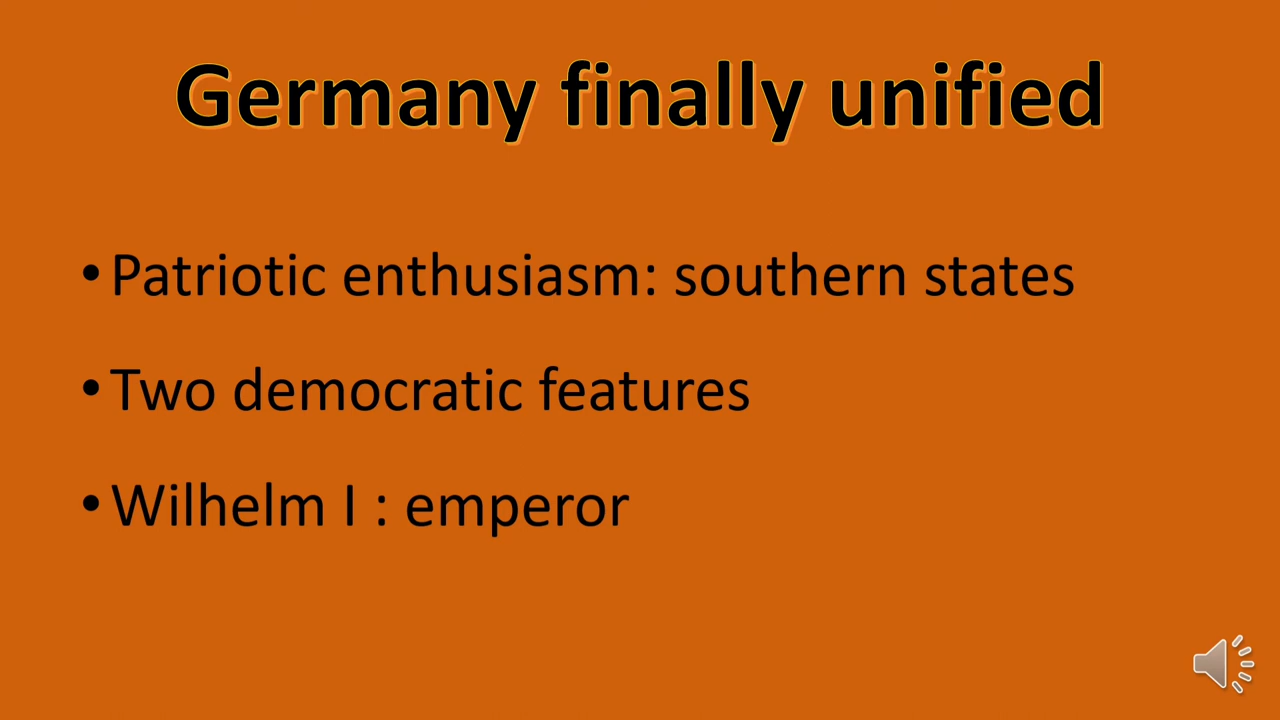 Germany finally unified
• Patriotic enthusiasm: southern states
• Two democratic features
• Wilhelm I : emperor